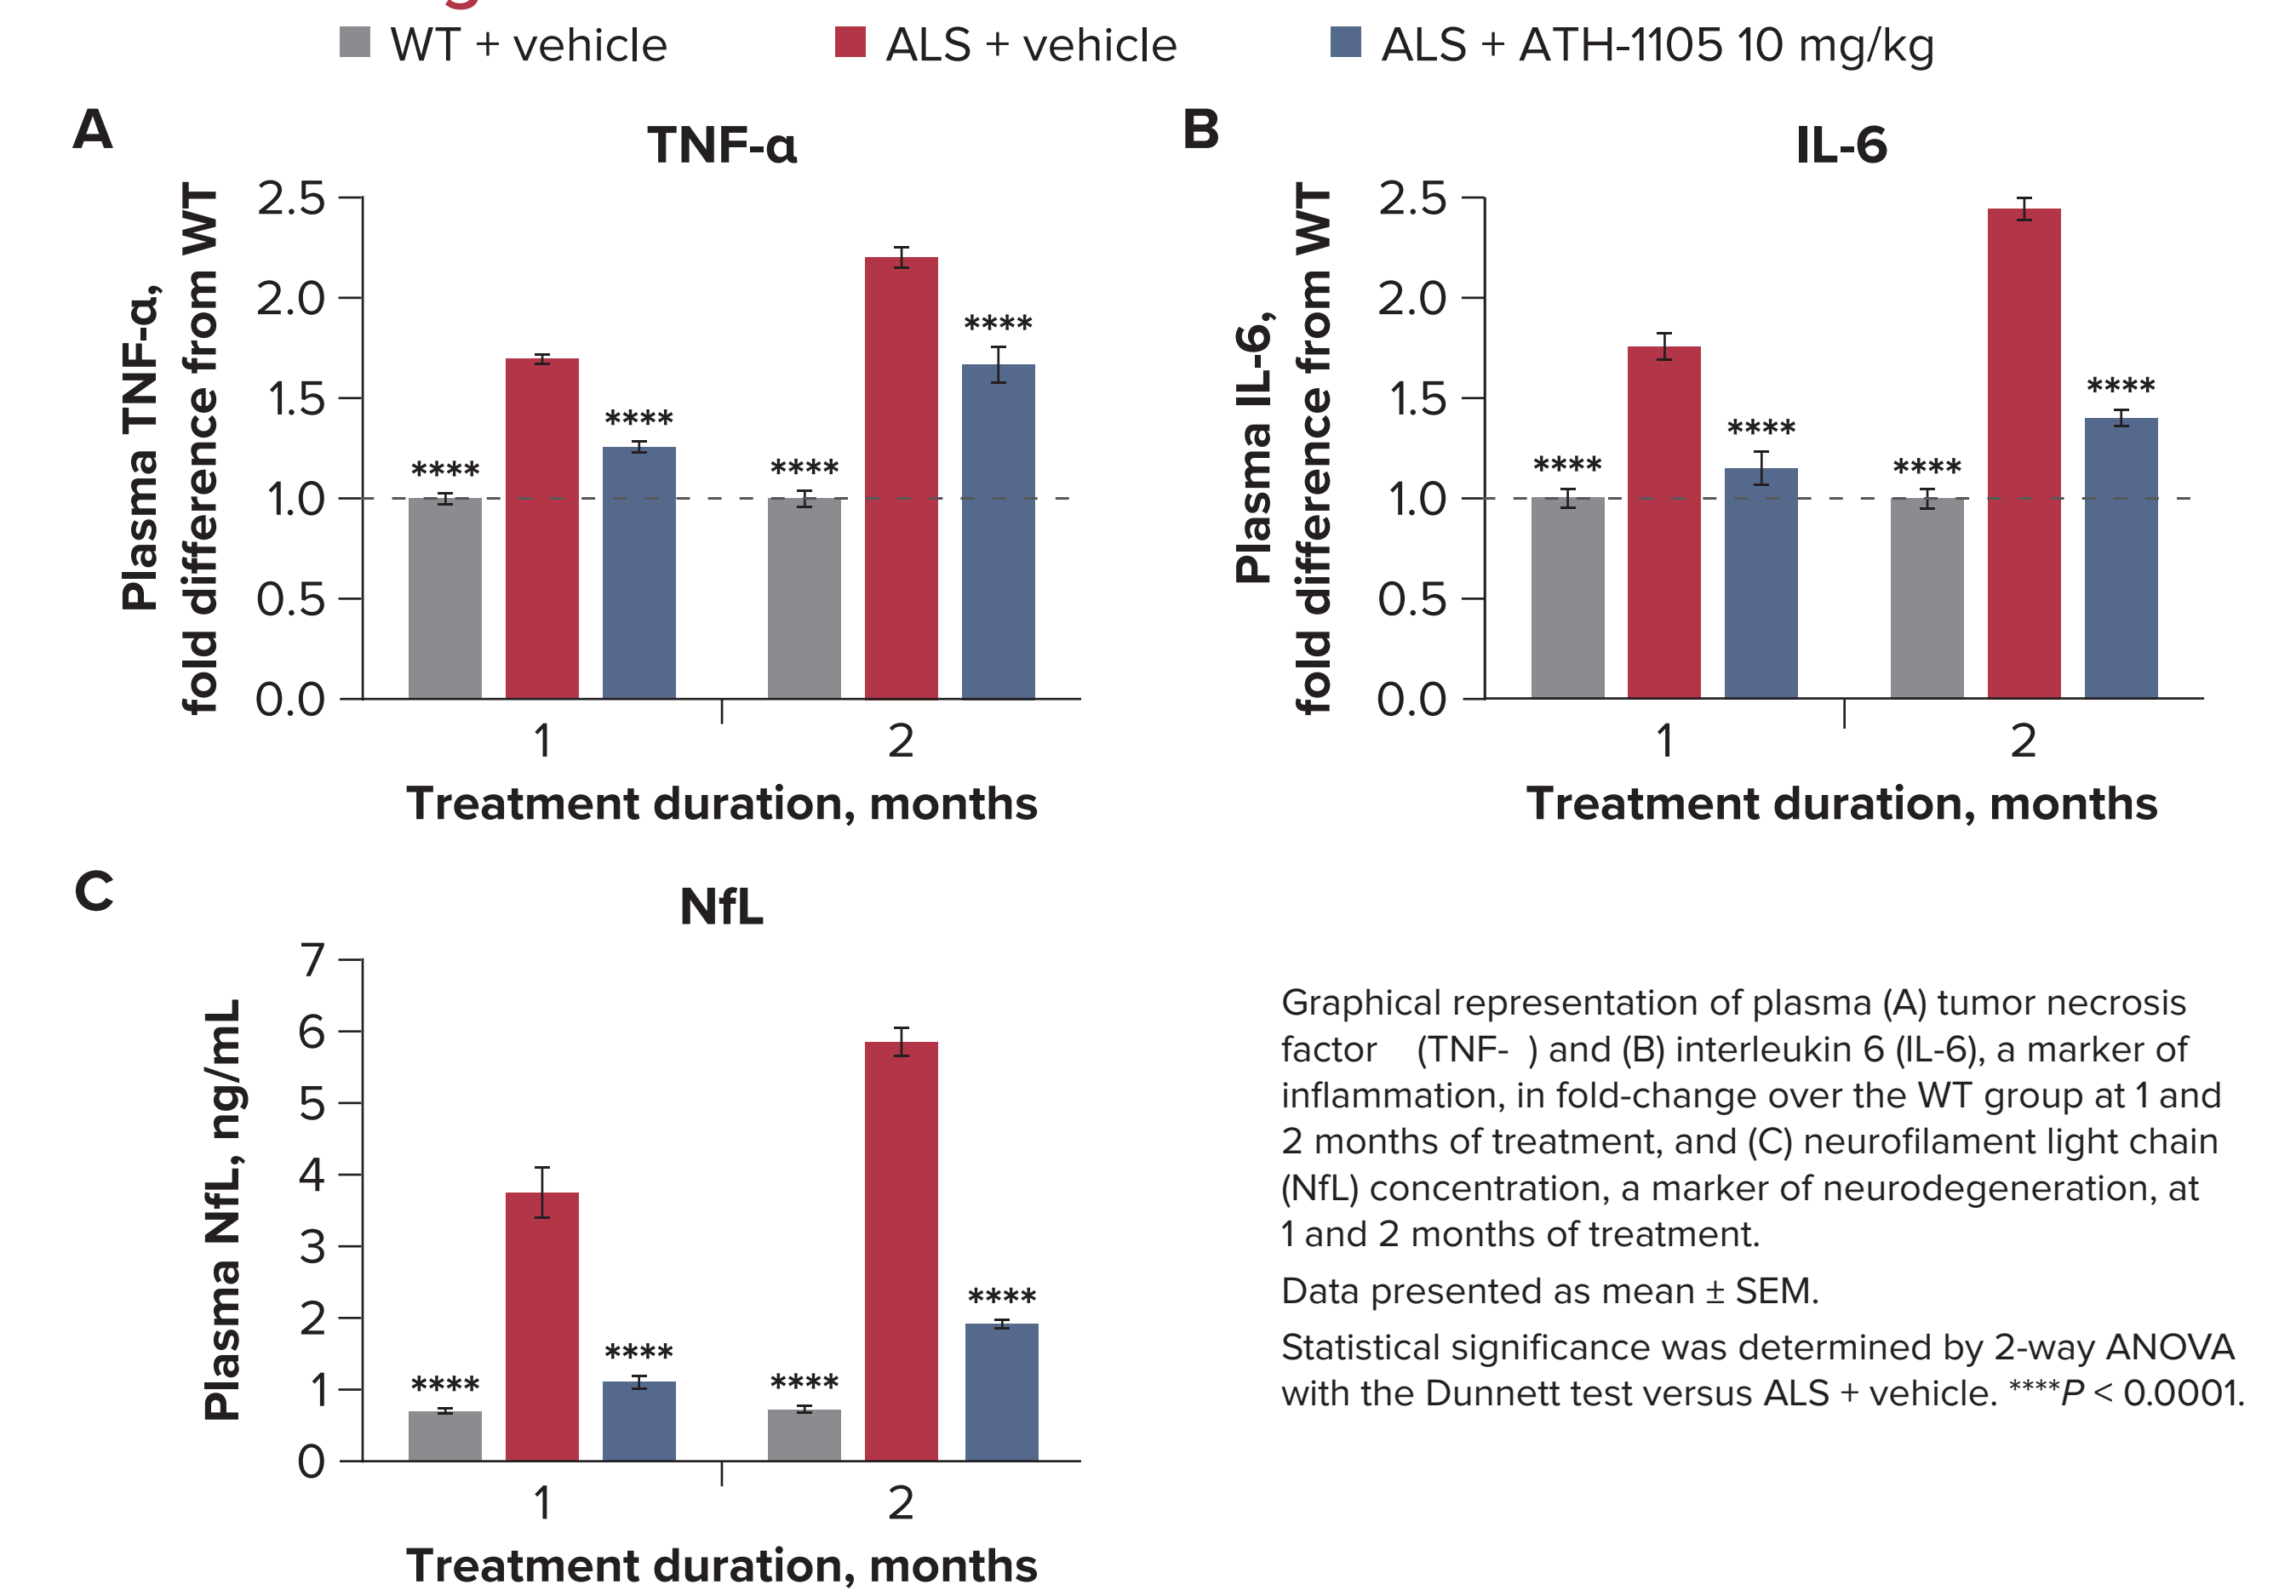 WT + vehicle
ALS + vehicle
ALS + ATH-1105 10 mg/kg
A
TNF-α
Plasma TNF-α,
fold difference from WT
2.5
2.0
1.5
1.0
0.5
0.0
****
****
****
****
1
2
Treatment duration, months
B
IL-6
Plasma IL-6,
fold difference from WT
2.5
2.0
1.5
1.0
0.5
0.0
****
****
****
****
1
2
Treatment duration, months
C
NfL
Plasma NfL, ng/mL
7
6
5
4
3
2
1
0
****
****
****
****
1
2
Treatment duration, months
Graphical representation of plasma (A) tumor necrosis
factor (TNF- ) and (B) interleukin 6 (IL-6), a marker of
inflammation, in fold-change over the WT group at 1 and
2 months of treatment, and (C) neurofilament light chain
(NfL) concentration, a marker of neurodegeneration, at
1 and 2 months of treatment.
Data presented as mean ± SEM.
Statistical significance was determined by 2-way ANOVA
with the Dunnett test versus ALS + vehicle. ****P < 0.0001.